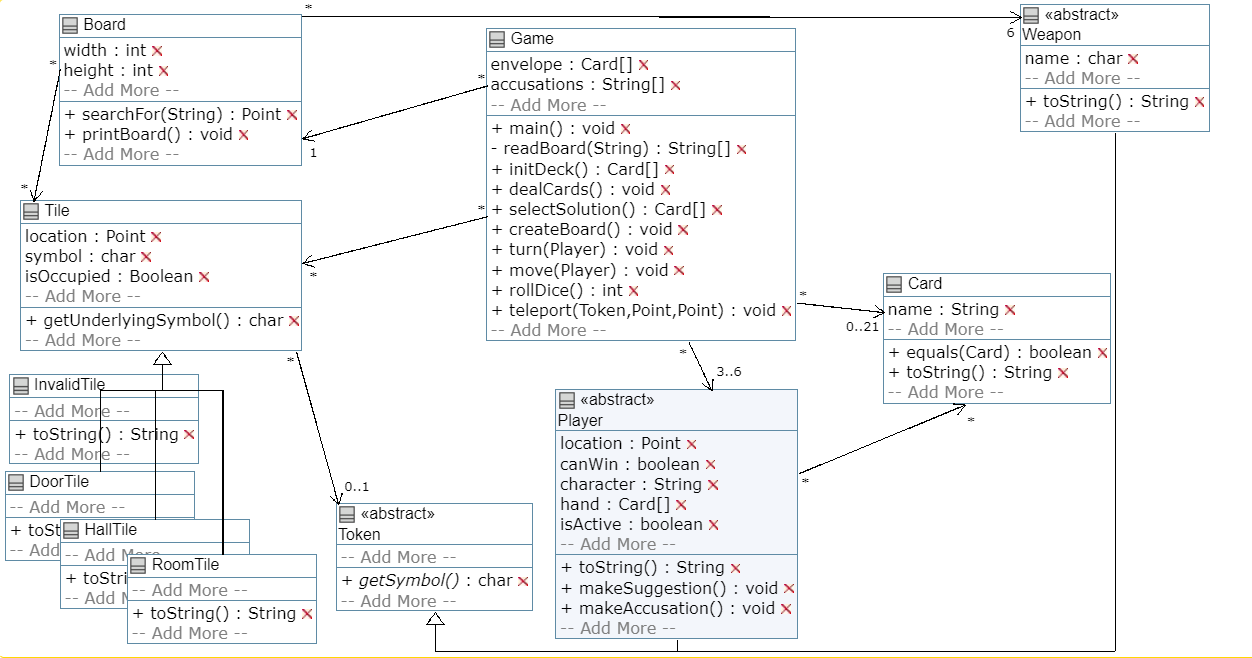 Board
width : int
height : int
-- Add More --
+ searchFor(String) : Point
+ printBoard() : void
-- Add More --
*
*
*
Game
envelope : Card[]
accusations : String[]
-- Add More --
+ main() : void
- readBoard(String) : String[]
+ initDeck() : Card[]
+ dealCards() : void
+ selectSolution() : Card[]
+ createBoard() : void
+ turn(Player) : void
+ move(Player) : void
+ rollDice() : int
+ teleport(Token,Point,Point) : void
-- Add More --
*
1
*
*
*
0..21
*
3..6
«abstract»
Weapon
6
name : char
-- Add More --
+ toString() : String
-- Add More --
Tile
location : Point
symbol : char
isOccupied : Boolean
-- Add More --
+ getUnderlyingSymbol() : char
-- Add More --
*
0..1
Card
name : String
-- Add More --
+ equals(Card) : boolean
+ toString() : String
-- Add More --
*
*
InvalidTile
-- Add More --
+ toString() : String
-- Add More --
DoorTile
-- Add More --
+ toSt
-- Add
HallTile
-- Add More --
+ toStri
-- Add M
RoomTile
-- Add More --
+ toString() : String
-- Add More --
«abstract»
Token
-- Add More --
+ getSymbol() : char
-- Add More --
«abstract»
Player
location : Point
canWin : boolean
character : String
hand : Card[]
isActive : boolean
-- Add More --
+ toString() : String
+ makeSuggestion() : void
+ makeAccusation() : void
-- Add More --